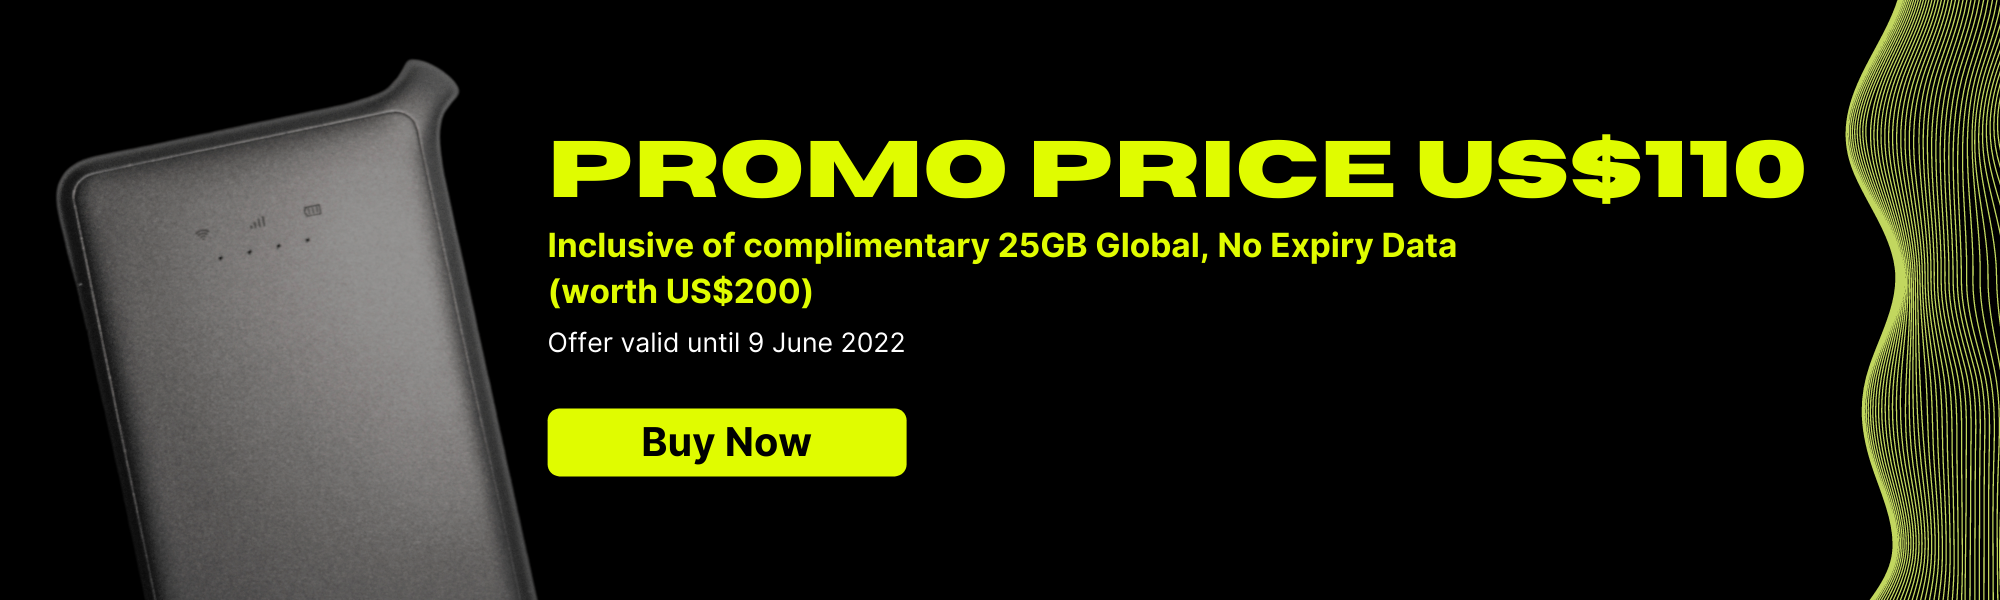 PROMO PRICE US$110
Inclusive of complimentary 25GB Global, No Expiry Data
(worth US$200)
Offer valid until 9 June 2022
Buy Now